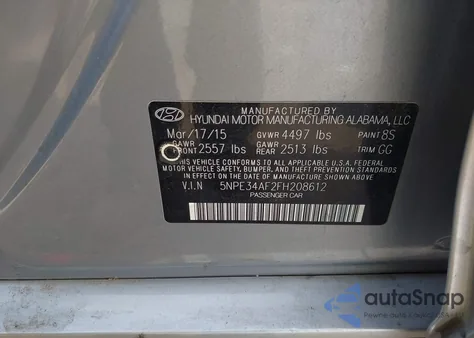 MANUFACTURED BY
HYUNDAI MOTOR MANUFACTURING ALABAMA, LLC
Mar/17/15 GVWR 4497 lbs PAINT 8S
GAWR FRONT 2557 lbs GAWR REAR 2513 lbs TRIM GG
THIS VEHICLE CONFORMS TO ALL APPLICABLE U.S.A. FEDERAL
MOTOR VEHICLE SAFETY, BUMPER, AND THEFT PREVENTION
STANDARDS IN EFFECT ON THE DATE OF MANUFACTURE SHOWN ABOVE.
V.I.N 5NPE34AF2FH208612
PASSENGER CAR
autoSnap